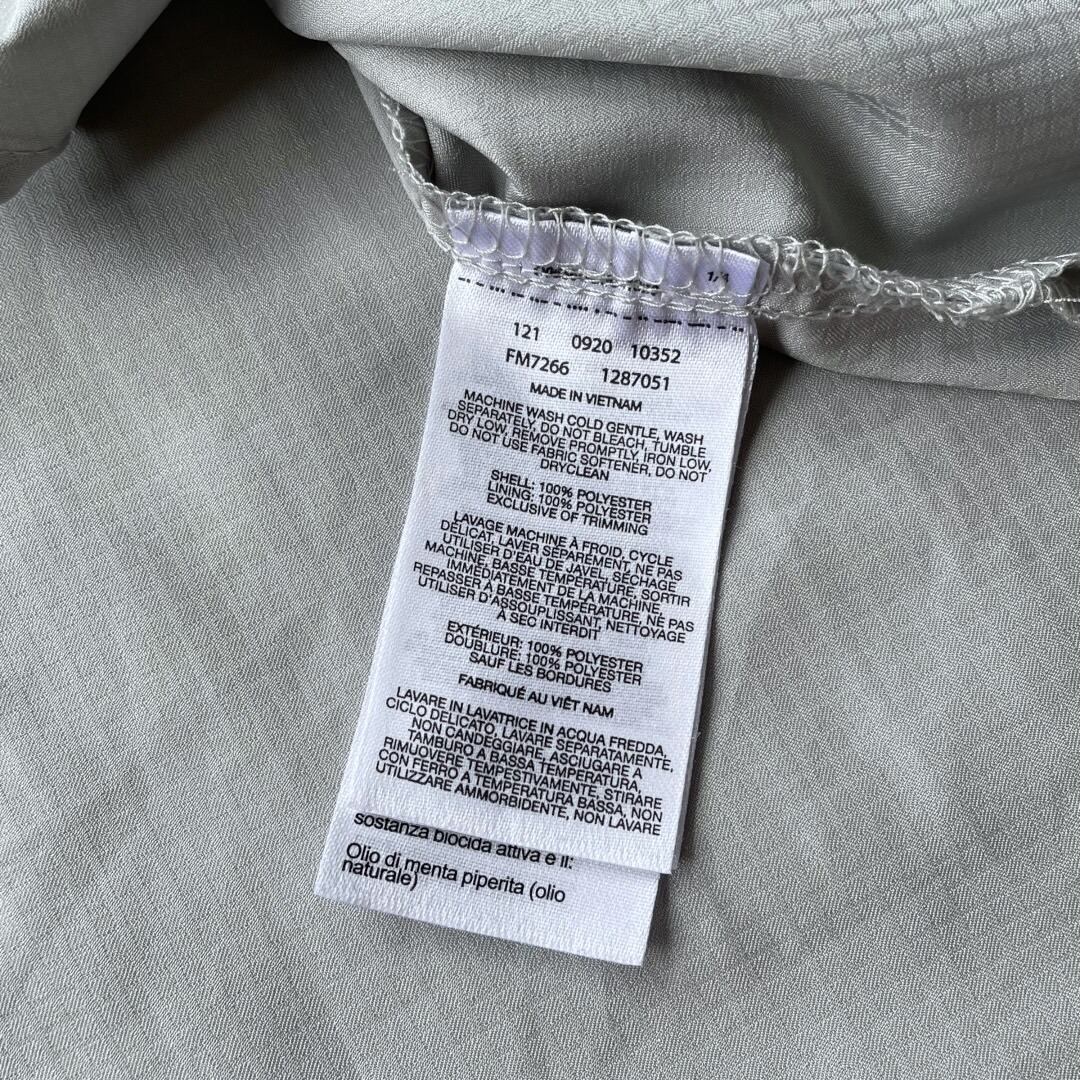 1/4
121 0920 10352
FM7266 1287051
MADE IN VIETNAM
MACHINE WASH COLD GENTLE, WASH
SEPARATELY, DO NOT BLEACH, TUMBLE
DRY LOW, REMOVE PROMPTLY, IRON LOW,
DO NOT USE FABRIC SOFTENER, DO NOT
DRYCLEAN
SHELL: 100% POLYESTER
LINING: 100% POLYESTER
EXCLUSIVE OF TRIMMING
LAVAGE MACHINE À FROID, CYCLE
DÉLICAT, LAVER SÉPARÉMENT, NE PAS
UTILISER D'EAU DE JAVEL, SÉCHAGE
MACHINE, BASSE TEMPÉRATURE, SORTIR
IMMÉDIATEMENT DE LA MACHINE,
REPASSER À BASSE TEMPÉRATURE, NE PAS
UTILISER D'ASSOUPLISSANT, NETTOYAGE
À SEC INTERDIT
EXTÉRIEUR: 100% POLYESTER
DOUBLURE: 100% POLYESTER
SAUF LES BORDURES
FABRIQUÉ AU VIÊT NAM
LAVARE IN LAVATRICE IN ACQUA FREDDA,
CICLO DELICATO, LAVARE SEPARATAMENTE,
NON CANDEGGIARE, ASCIUGARE A
TAMBURO A BASSA TEMPERATURA,
RIMUOVERE TEMPESTIVAMENTE, STIRARE
CON FERRO A TEMPERATURA BASSA, NON
UTILIZZARE AMMORBIDENTE, NON LAVARE
sostanza biocida attiva è il:
Olio di menta piperita (olio
naturale)